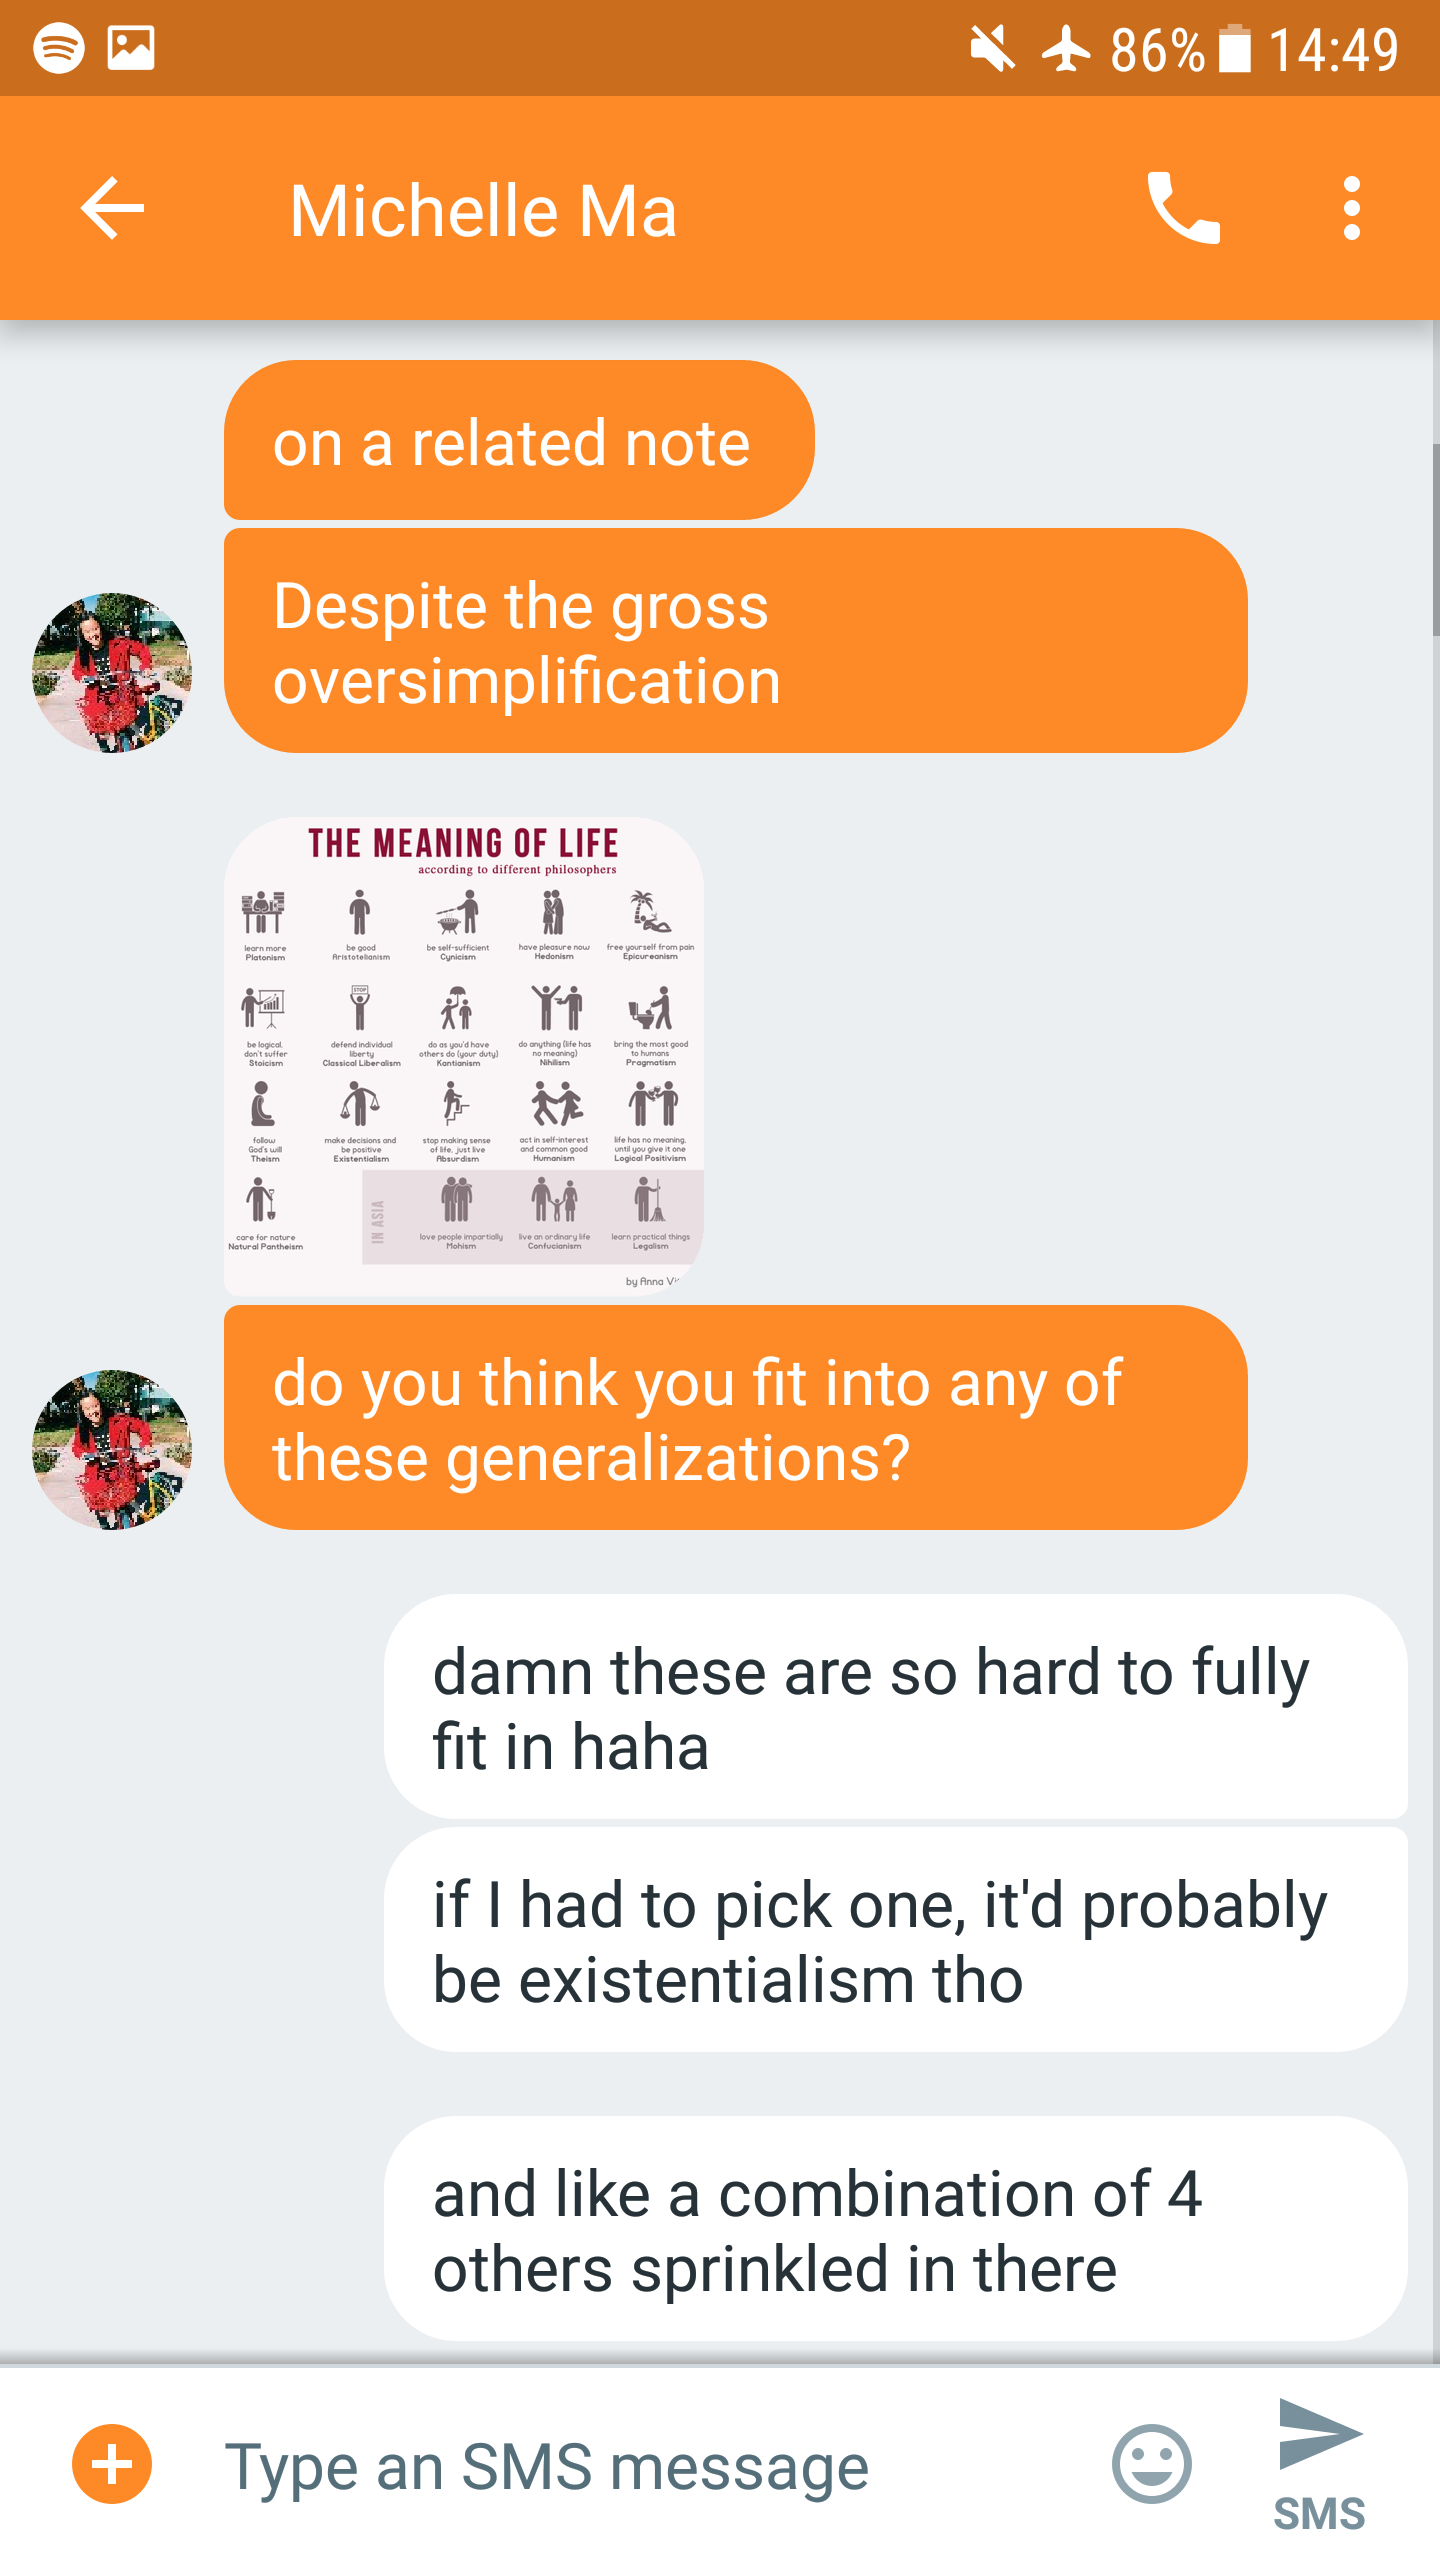 86% 14:49
Michelle Ma
on a related note
Despite the gross
oversimplification
THE MEANING OF LIFE
according to different philosophers
learn more
Platonism
be good
Aristotelianism
be self-sufficient
Cynicism
have pleasure now
Hedonism
free yourself from pain
Epicureanism
STOP
be logical,
don't suffer
Stoicism
defend individual
liberty
Classical Liberalism
do as you'd have
others do (your duty)
Kantianism
do anything (life has
no meaning)
Nihilism
bring the most good
to humans
Pragmatism
follow
God's will
Theism
make decisions and
be positive
Existentialism
stop making sense
of life, just live
Absurdism
act in self-interest
and common good
Humanism
life has no meaning,
until you give it one
Logical Positivism
care for nature
Natural Pantheism
IN ASIA
love people impartially
Mohism
live an ordinary life
Confucianism
learn practical things
Legalism
by Anna
do you think you fit into any of
these generalizations?
damn these are so hard to fully
fit in haha
if I had to pick one, it'd probably
be existentialism tho
and like a combination of 4
others sprinkled in there
Type an SMS message
SMS